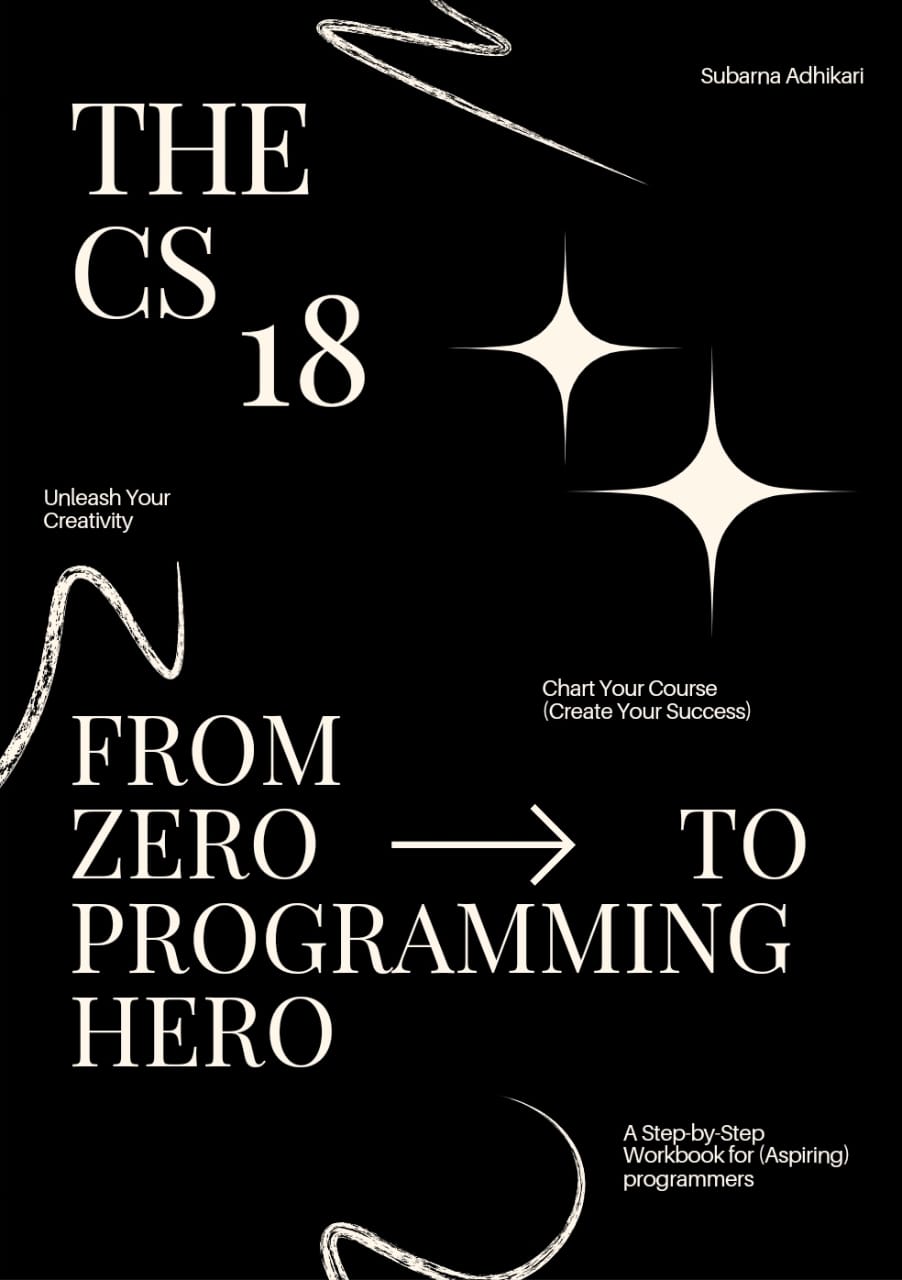 Subarna Adhikari
THE
CS
18
Unleash Your
Creativity
Chart Your Course
(Create Your Success)
FROM
ZERO TO
PROGRAMMING
HERO
A Step-by-Step
Workbook for (Aspiring)
programmers